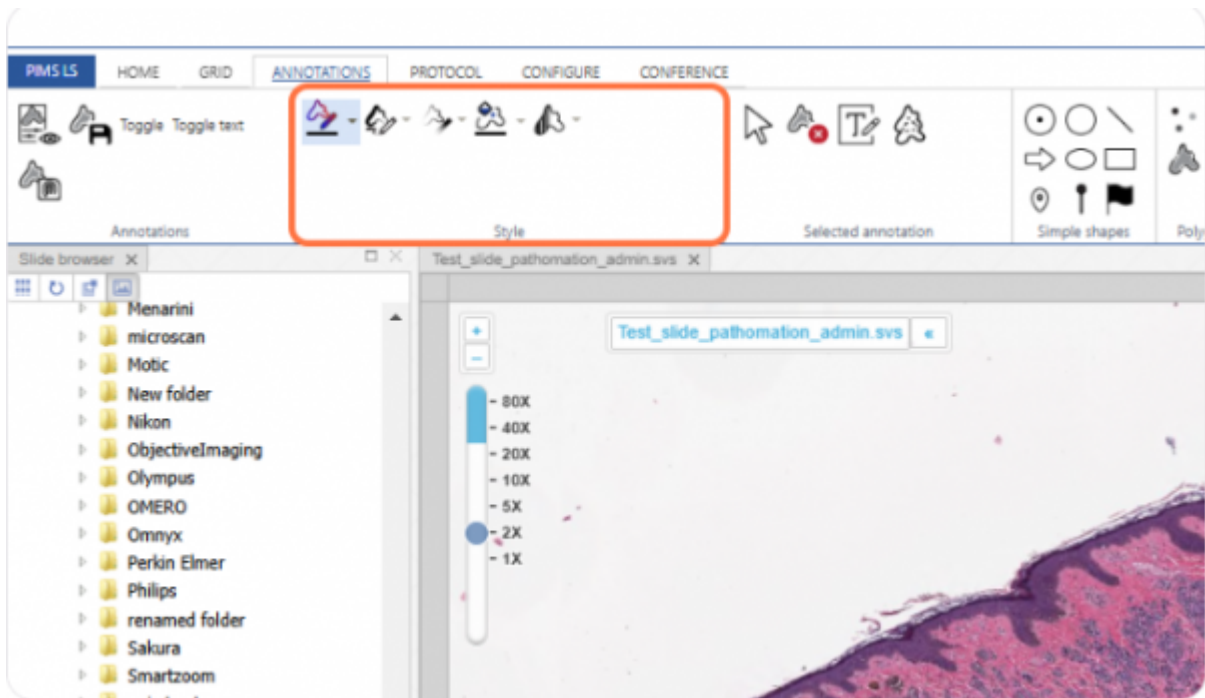 PIMS LS HOME GRID ANNOTATIONS PROTOCOL CONFIGURE CONFERENCE
Toggle Toggle text
Annotations Style Selected annotation Simple shapes Poly
Slide browser
Test_slide_pathomation_admin.svs
Menarini
microscan
Motic
New folder
Nikon
ObjectiveImaging
Olympus
OMERO
Omnyx
Perkin Elmer
Philips
renamed folder
Sakura
Smartzoom
Test_slide_pathomation_admin.svs «
+
–
- 80X
- 40X
- 20X
- 10X
- 5X
- 2X
- 1X